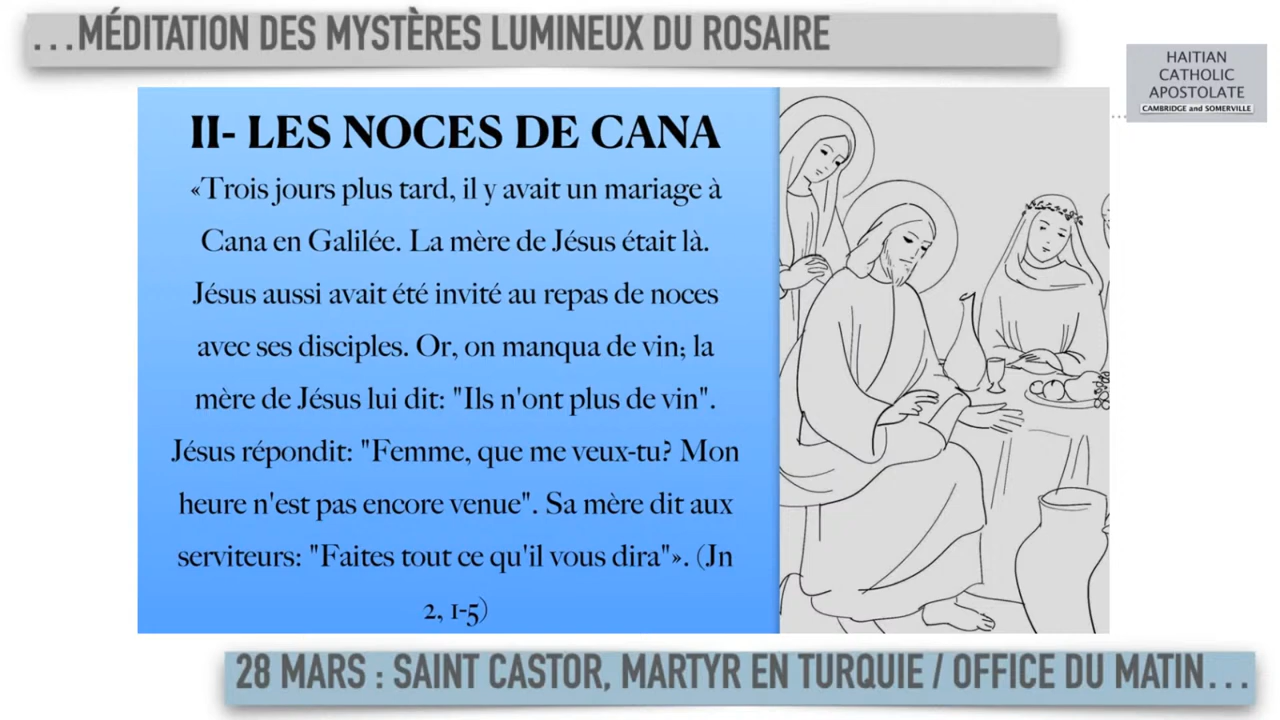 ...MÉDITATION DES MYSTÈRES LUMINEUX DU ROSAIRE
HAITIAN
CATHOLIC
APOSTOLATE
CAMBRIDGE and SOMERVILLE
II- LES NOCES DE CANA
«Trois jours plus tard, il y avait un mariage à
Cana en Galilée. La mère de Jésus était là.
Jésus aussi avait été invité au repas de noces
avec ses disciples. Or, on manqua de vin; la
mère de Jésus lui dit: "Ils n'ont plus de vin".
Jésus répondit: "Femme, que me veux-tu? Mon
heure n'est pas encore venue". Sa mère dit aux
serviteurs: "Faites tout ce qu'il vous dira"». (Jn
2, 1-5)
28 MARS : SAINT CASTOR, MARTYR EN TURQUIE / OFFICE DU MATIN...